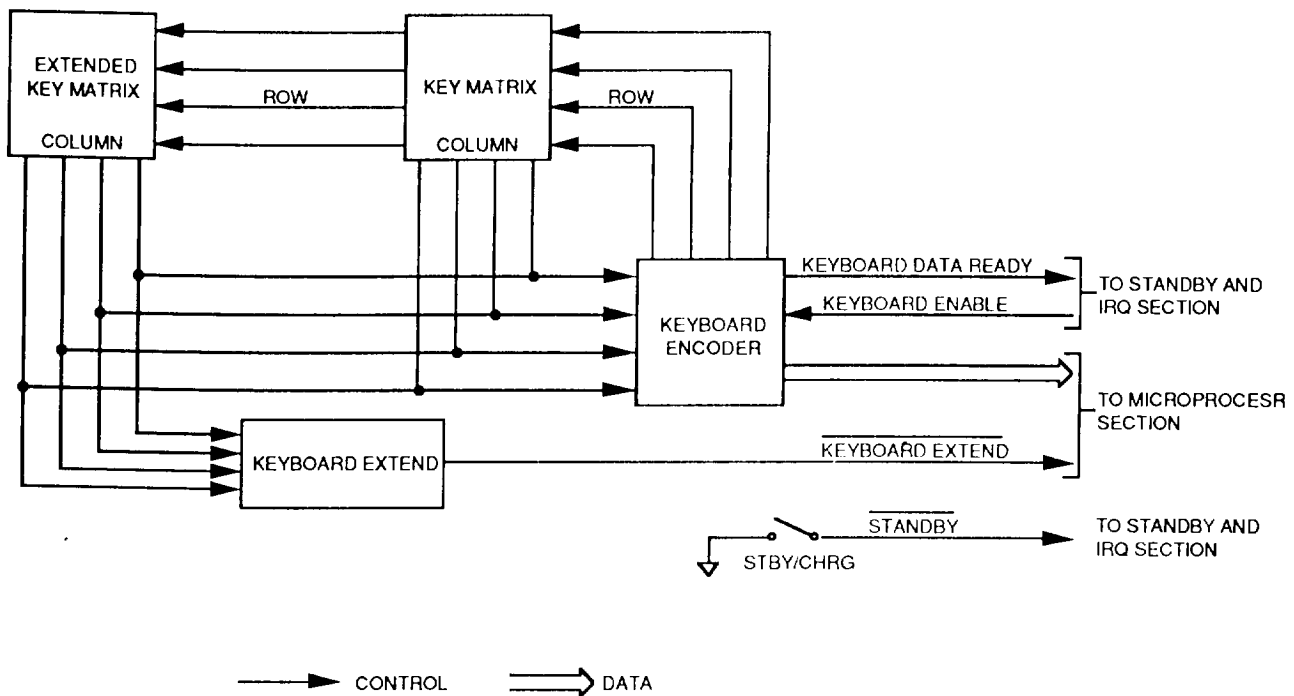 EXTENDED
KEY MATRIX
COLUMN
ROW
KEY MATRIX
COLUMN
ROW
KEYBOARD
ENCODER
KEYBOARD DATA READY
KEYBOARD ENABLE
TO STANDBY AND
IRQ SECTION
TO MICROPROCESR
SECTION
KEYBOARD EXTEND
KEYBOARD EXTEND
STANDBY
STBY/CHRG
TO STANDBY AND
IRQ SECTION
CONTROL
DATA